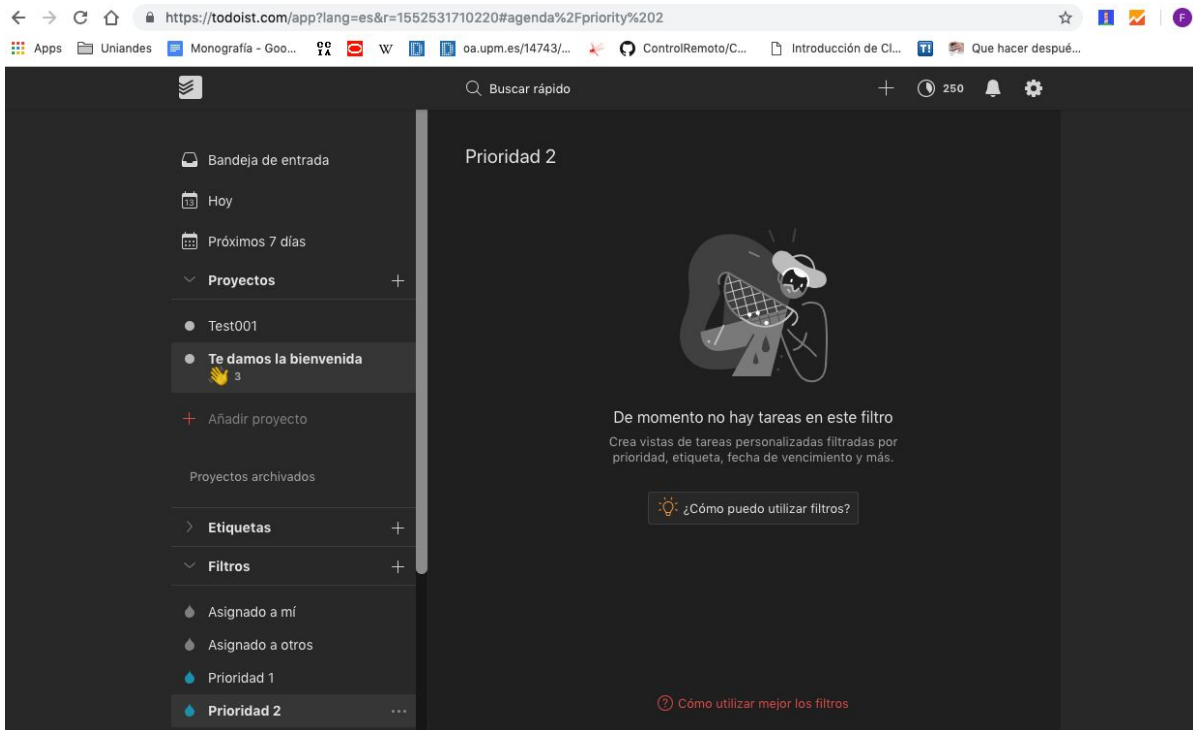 https://todoist.com/app?lang=es&r=1552531710220#agenda%2Fpriority%202
Apps Uniandes Monografía - Goo... W oa.upm.es/14743/... ControlRemoto/C... Introducción de Cl... T! Que hacer despué...
F
Buscar rápido
250
Bandeja de entrada
13 Hoy
Próximos 7 días
Proyectos
Test001
Te damos la bienvenida
👋 3
Añadir proyecto
Proyectos archivados
Etiquetas
Filtros
Asignado a mí
Asignado a otros
Prioridad 1
Prioridad 2
Prioridad 2
De momento no hay tareas en este filtro
Crea vistas de tareas personalizadas filtradas por
prioridad, etiqueta, fecha de vencimiento y más.
¿Cómo puedo utilizar filtros?
Cómo utilizar mejor los filtros